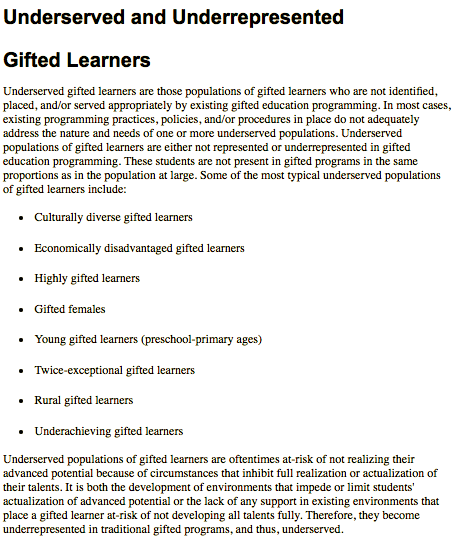 Underserved and Underrepresented
Gifted Learners
Underserved gifted learners are those populations of gifted learners who are not identified,
placed, and/or served appropriately by existing gifted education programming. In most cases,
existing programming practices, policies, and/or procedures in place do not adequately
address the nature and needs of one or more underserved populations. Underserved
populations of gifted learners are either not represented or underrepresented in gifted
education programming. These students are not present in gifted programs in the same
proportions as in the population at large. Some of the most typical underserved populations
of gifted learners include:
• Culturally diverse gifted learners
• Economically disadvantaged gifted learners
• Highly gifted learners
• Gifted females
• Young gifted learners (preschool-primary ages)
• Twice-exceptional gifted learners
• Rural gifted learners
• Underachieving gifted learners
Underserved populations of gifted learners are oftentimes at-risk of not realizing their
advanced potential because of circumstances that inhibit full realization or actualization of
their talents. It is both the development of environments that impede or limit students'
actualization of advanced potential or the lack of any support in existing environments that
place a gifted learner at-risk of not developing all talents fully. Therefore, they become
underrepresented in traditional gifted programs, and thus, underserved.